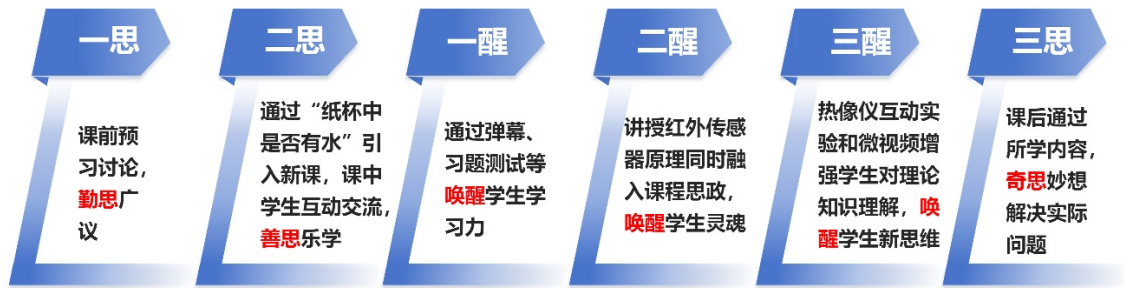 一思
课前预
习讨论，
勤思广
议
二思
通过“纸杯中
是否有水”引
入新课，课中
学生互动交流，
善思乐学
一醒
通过弹幕、
习题测试等
唤醒学生学
习力
二醒
讲授红外传感
器原理同时融
入课程思政，
唤醒学生灵魂
三醒
热像仪互动实
验和微视频增
强学生对理论
知识理解，唤
醒学生新思维
三思
课后通过
所学内容，
奇思妙想
解决实际
问题